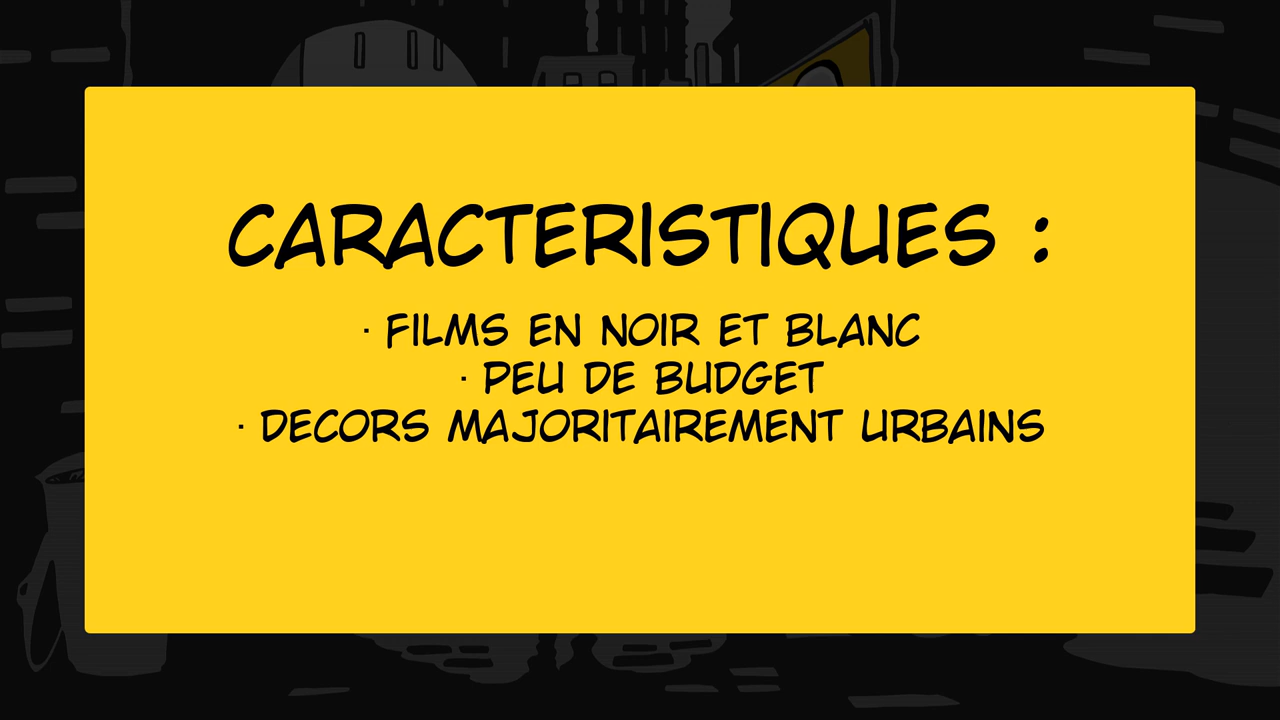 CARACTERISTIQUES :
· FILMS EN NOIR ET BLANC
· PEU DE BUDGET
· DECORS MAJORITAIREMENT URBAINS